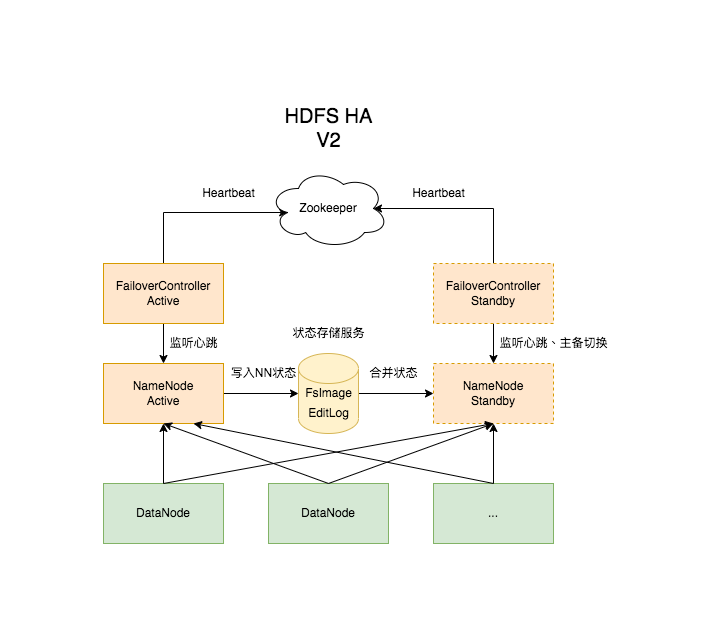 HDFS HA
V2
Heartbeat
Zookeeper
Heartbeat
FailoverController
Active
FailoverController
Standby
监听心跳
状态存储服务
监听心跳、主备切换
NameNode
Active
写入NN状态
FsImage
EditLog
合并状态
NameNode
Standby
DataNode
DataNode
...